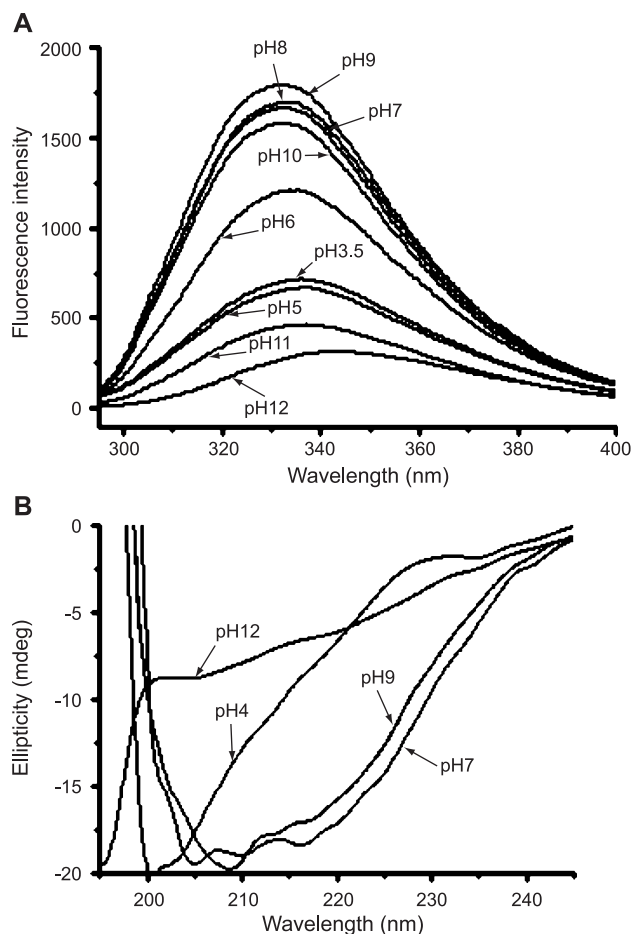 A
2000
1500
1000
500
0
Fluorescence intensity
pH8
pH9
pH7
pH10
pH6
pH3.5
pH5
pH11
pH12
300 320 340 360 380 400
Wavelength (nm)
B
0
-5
-10
-15
-20
Ellipticity (mdeg)
pH12
pH4
pH9
pH7
200 210 220 230 240
Wavelength (nm)